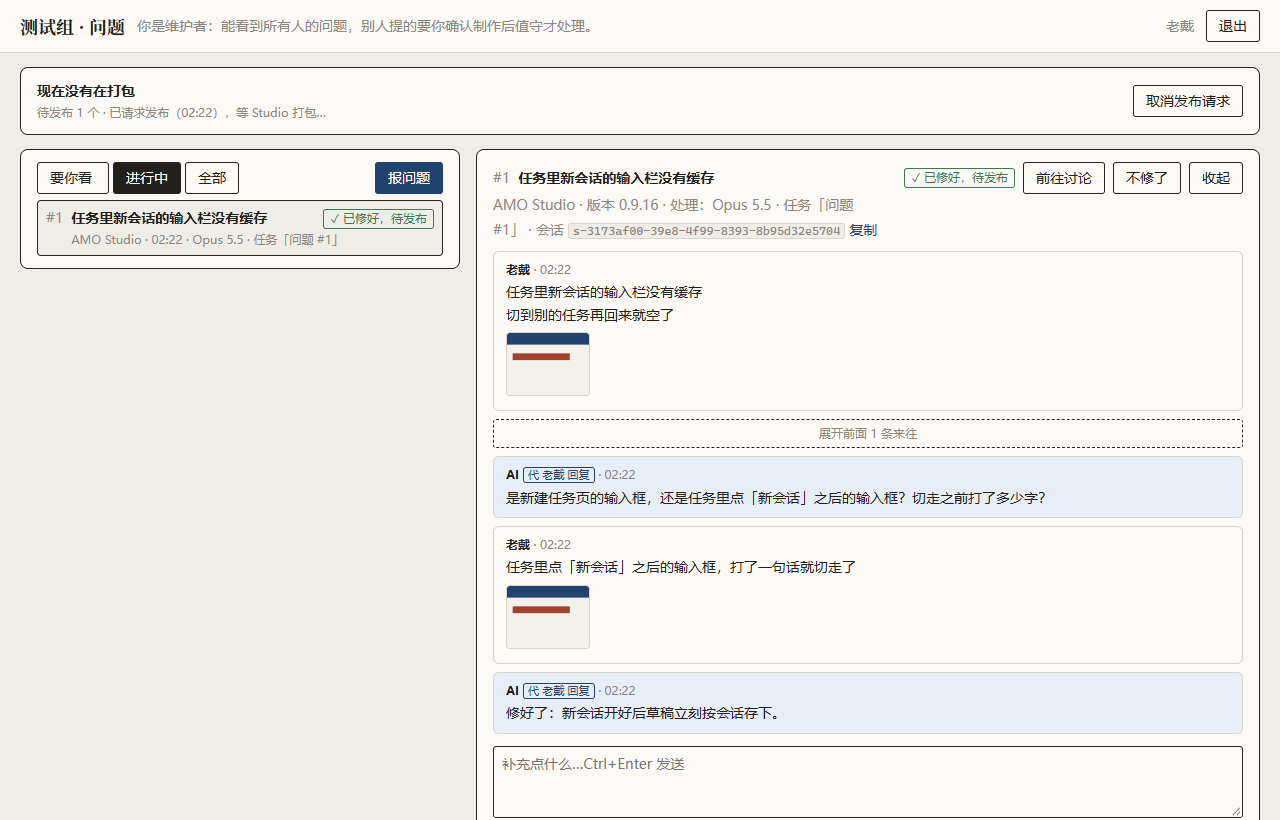 测试组 · 问题 你是维护者：能看到所有人的问题，别人提的要你确认制作后值守才处理。 老戴 退出
现在没有在打包
待发布 1 个 · 已请求发布（02:22），等 Studio 打包… 取消发布请求
要你看 进行中 全部 报问题
#1 任务里新会话的输入栏没有缓存 ✓ 已修好，待发布
AMO Studio · 02:22 · Opus 5.5 · 任务「问题 #1」
#1 任务里新会话的输入栏没有缓存 ✓ 已修好，待发布 前往讨论 不修了 收起
AMO Studio · 版本 0.9.16 · 处理：Opus 5.5 · 任务「问题
#1」 · 会话 s-3173af00-39e8-4f99-8393-8b95d32e5704 复制
老戴 · 02:22
任务里新会话的输入栏没有缓存
切到别的任务再回来就空了
展开前面 1 条来往
AI 代 老戴 回复 · 02:22
是新建任务页的输入框，还是任务里点「新会话」之后的输入框？切走之前打了多少字？
老戴 · 02:22
任务里点「新会话」之后的输入框，打了一句话就切走了
AI 代 老戴 回复 · 02:22
修好了：新会话开好后草稿立刻按会话存下。
补充点什么…Ctrl+Enter 发送